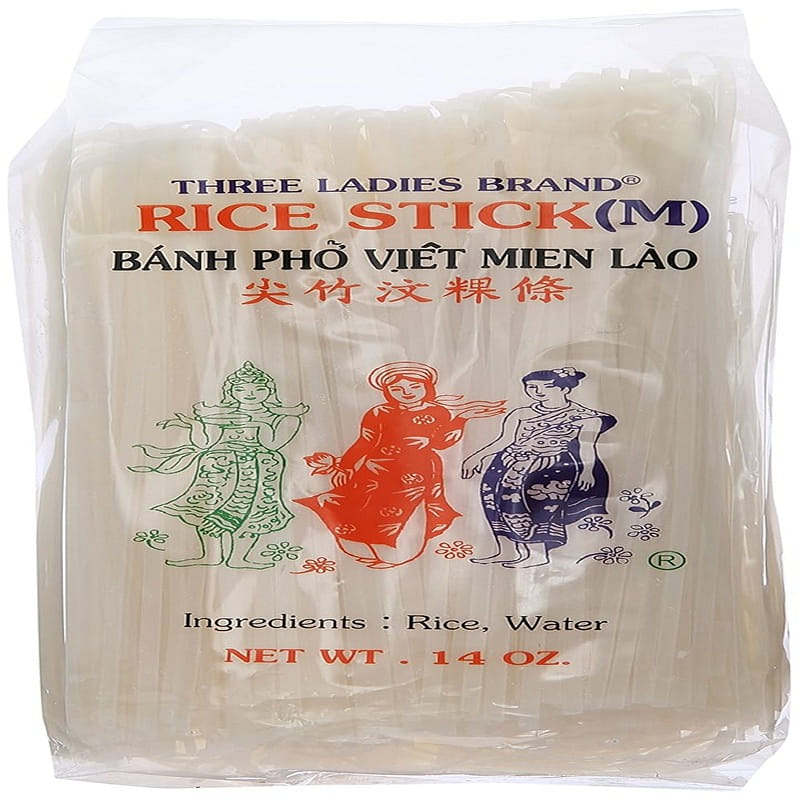 THREE LADIES BRAND®
RICE STICK(M)
BÁNH PHỞ VIỆT MIEN LÀO
尖竹汶粿條
®
Ingredients : Rice, Water
NET WT . 14 OZ.